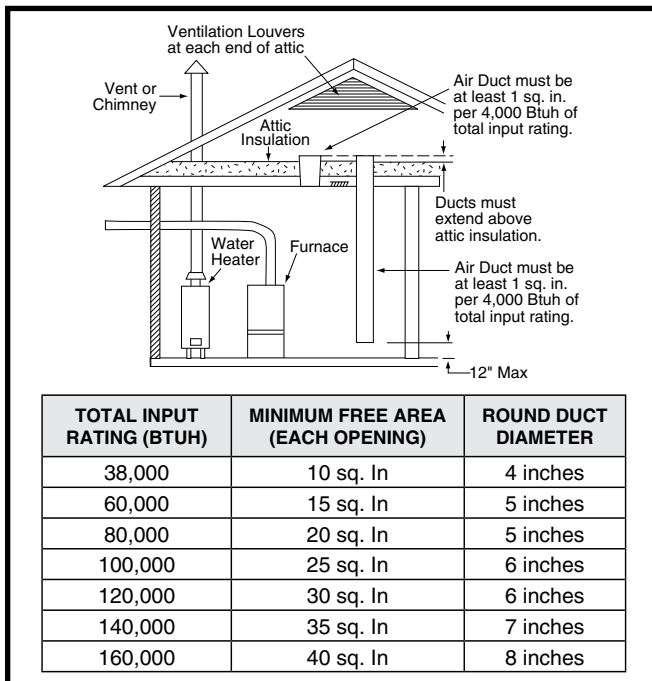 Ventilation Louvers
at each end of attic
Vent or
Chimney
Air Duct must be
at least 1 sq. in.
per 4,000 Btuh of
total input rating.
Attic
Insulation
Ducts must
extend above
attic insulation.
Water
Heater
Furnace
Air Duct must be
at least 1 sq. in.
per 4,000 Btuh of
total input rating.
12" Max
TOTAL INPUT MINIMUM FREE AREA ROUND DUCT
RATING (BTUH) (EACH OPENING) DIAMETER
38,000 10 sq. In 4 inches
60,000 15 sq. In 5 inches
80,000 20 sq. In 5 inches
100,000 25 sq. In 6 inches
120,000 30 sq. In 6 inches
140,000 35 sq. In 7 inches
160,000 40 sq. In 8 inches